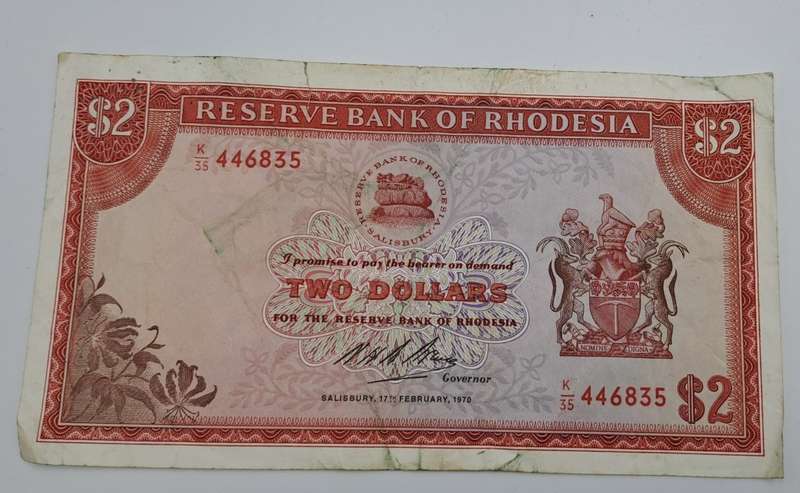 $2 RESERVE BANK OF RHODESIA $2
K/35 446835
RESERVE BANK OF RHODESIA
SALISBURY
I promise to pay the bearer on demand
TWO DOLLARS
FOR THE RESERVE BANK OF RHODESIA
Governor
SALISBURY, 17TH FEBRUARY, 1970
K/35 446835 $2